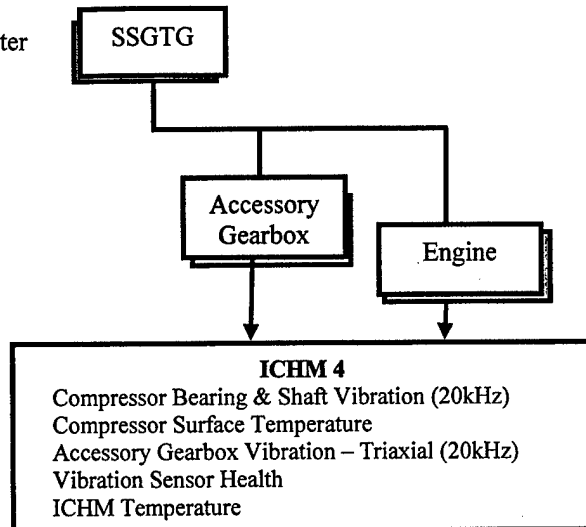 ter
SSGTG
Accessory
Gearbox
Engine
ICHM 4
Compressor Bearing & Shaft Vibration (20kHz)
Compressor Surface Temperature
Accessory Gearbox Vibration – Triaxial (20kHz)
Vibration Sensor Health
ICHM Temperature